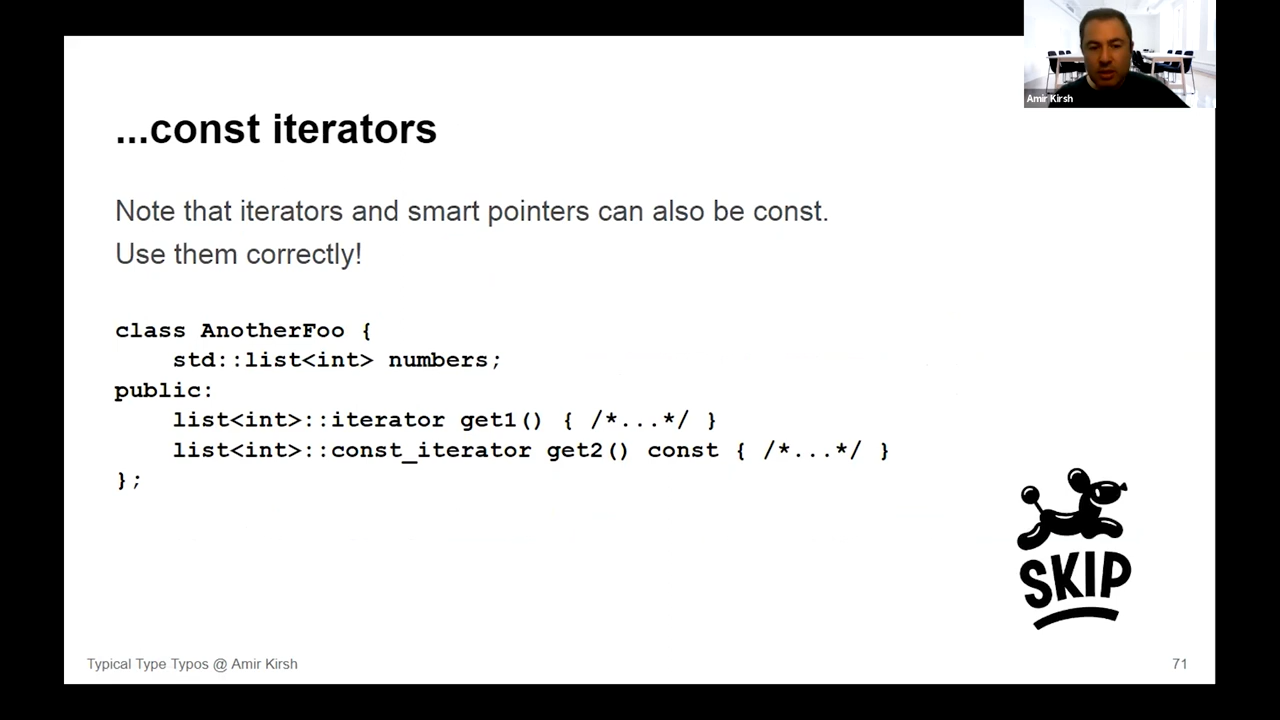 Amir Kirsh
...const iterators
Note that iterators and smart pointers can also be const.
Use them correctly!
class AnotherFoo {
    std::list<int> numbers;
public:
    list<int>::iterator get1() { /*...*/ }
    list<int>::const_iterator get2() const { /*...*/ }
};
SKIP
Typical Type Typos @ Amir Kirsh
71